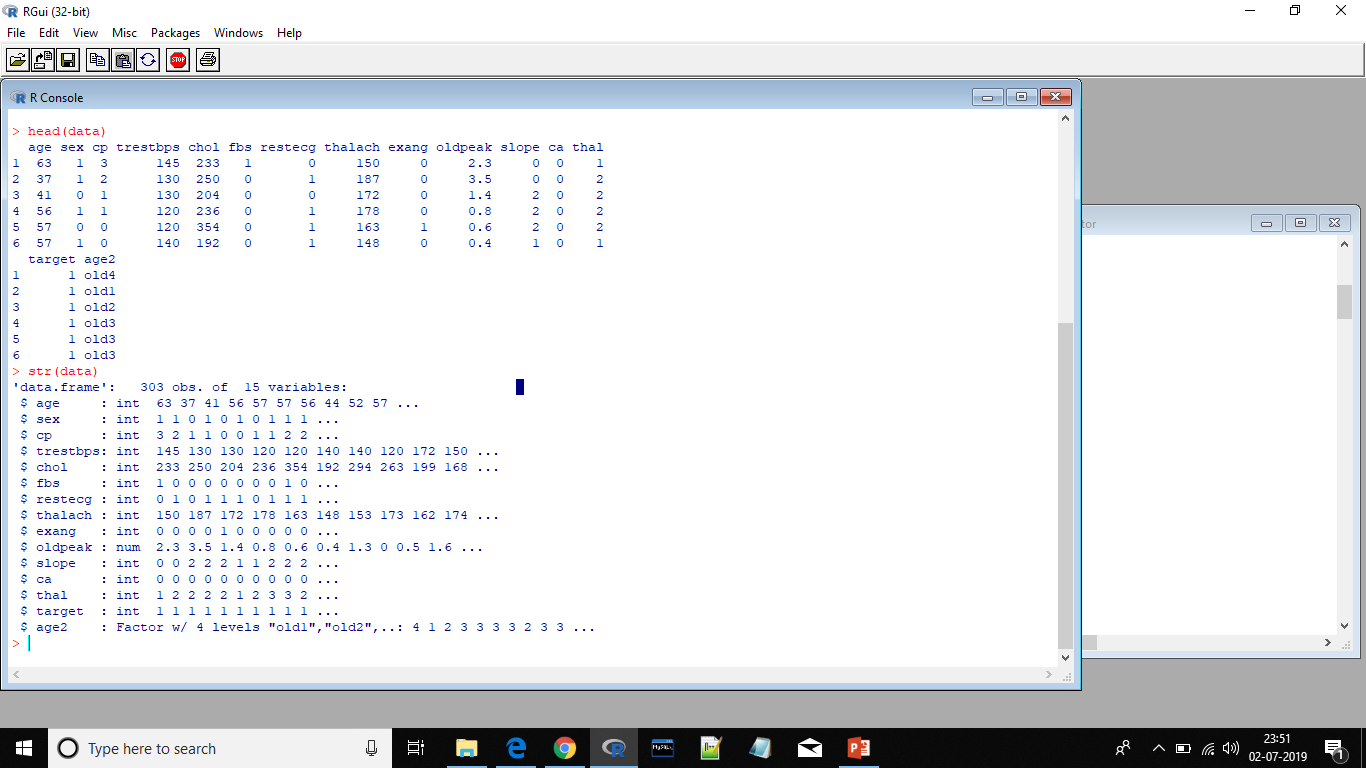 RGui (32-bit)
File Edit View Misc Packages Windows Help
STOP
R Console
> head(data)
  age sex cp trestbps chol fbs restecg thalach exang oldpeak slope ca thal
1  63   1  3      145  233   1       0     150     0     2.3     0  0    1
2  37   1  2      130  250   0       1     187     0     3.5     0  0    2
3  41   0  1      130  204   0       0     172     0     1.4     2  0    2
4  56   1  1      120  236   0       1     178     0     0.8     2  0    2
5  57   0  0      120  354   0       1     163     1     0.6     2  0    2
6  57   1  0      140  192   0       1     148     0     0.4     1  0    1
  target age2
1      1 old4
2      1 old1
3      1 old2
4      1 old3
5      1 old3
6      1 old3
> str(data)
'data.frame':   303 obs. of  15 variables:
 $ age     : int  63 37 41 56 57 57 56 44 52 57 ...
 $ sex     : int  1 1 0 1 0 1 0 1 1 1 ...
 $ cp      : int  3 2 1 1 0 0 1 1 2 2 ...
 $ trestbps: int  145 130 130 120 120 140 140 120 172 150 ...
 $ chol    : int  233 250 204 236 354 192 294 263 199 168 ...
 $ fbs     : int  1 0 0 0 0 0 0 0 1 0 ...
 $ restecg : int  0 1 0 1 1 1 0 1 1 1 ...
 $ thalach : int  150 187 172 178 163 148 153 173 162 174 ...
 $ exang   : int  0 0 0 0 1 0 0 0 0 0 ...
 $ oldpeak : num  2.3 3.5 1.4 0.8 0.6 0.4 1.3 0 0.5 1.6 ...
 $ slope   : int  0 0 2 2 2 1 1 2 2 2 ...
 $ ca      : int  0 0 0 0 0 0 0 0 0 0 ...
 $ thal    : int  1 2 2 2 2 1 2 3 3 2 ...
 $ target  : int  1 1 1 1 1 1 1 1 1 1 ...
 $ age2    : Factor w/ 4 levels "old1","old2",..: 4 1 2 3 3 3 3 2 3 3 ...
>
tor
Type here to search
MySQL
23:51
02-07-2019
1